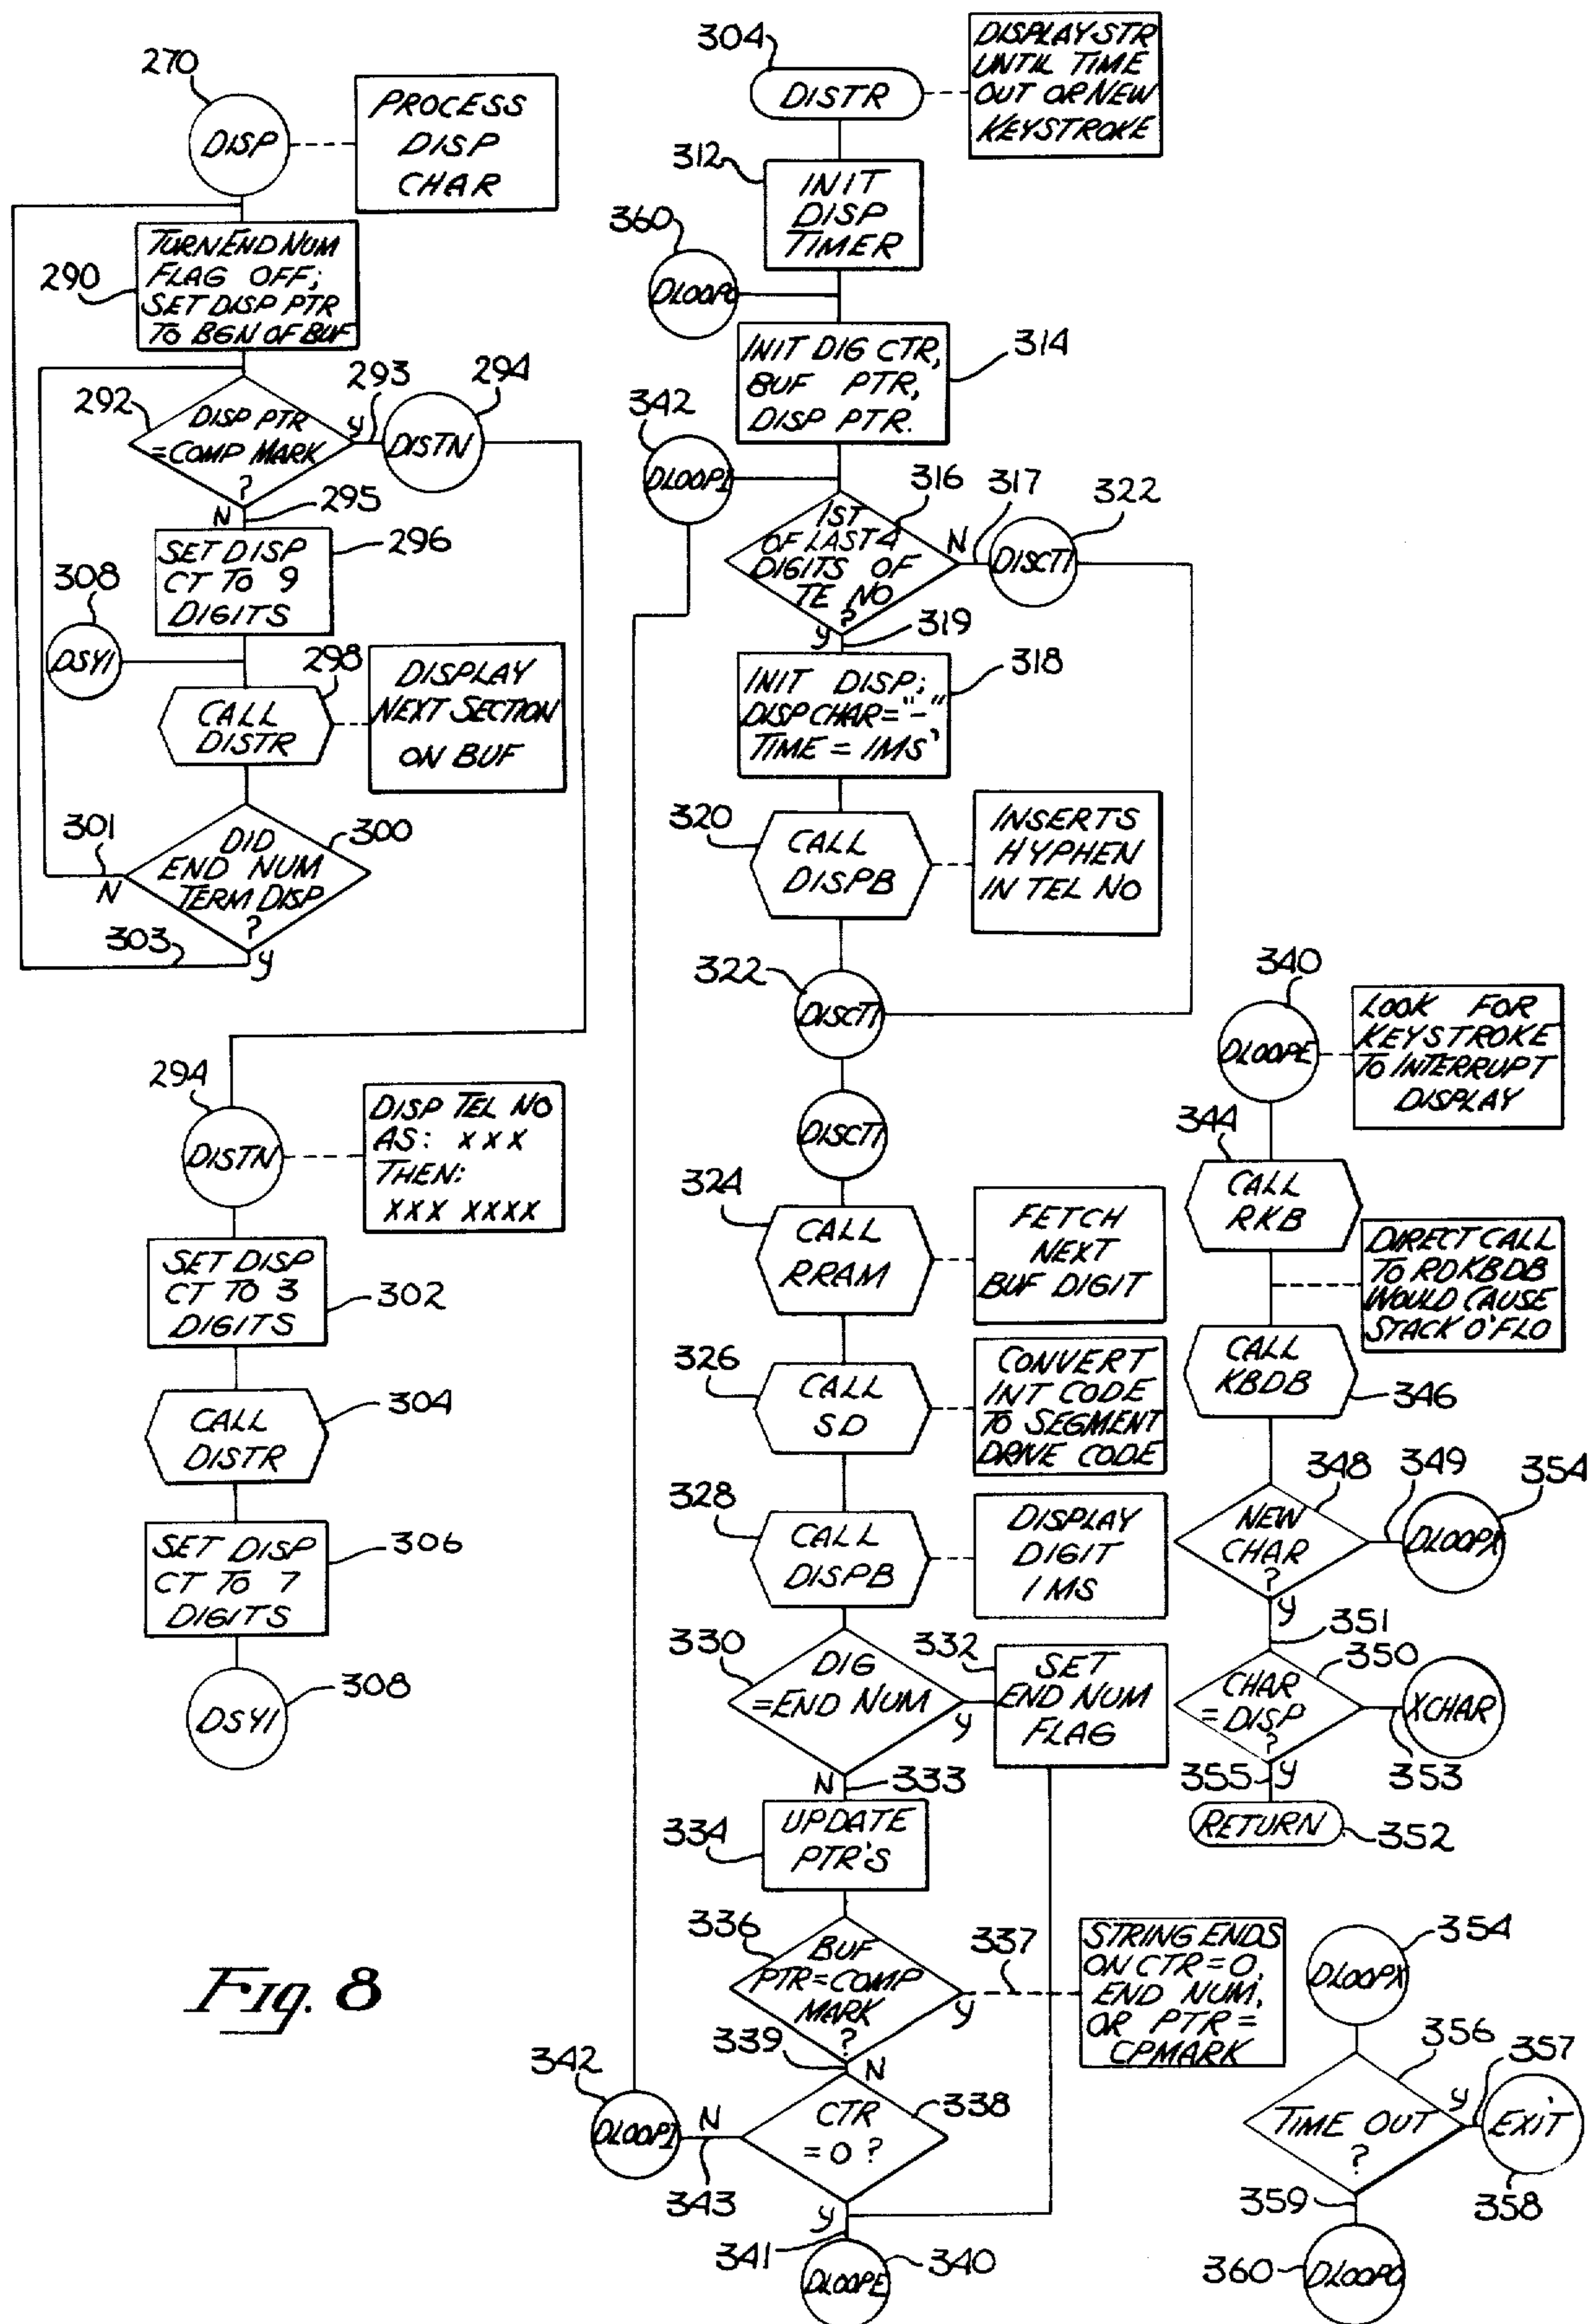 270
DISP
PROCESS
DISP
CHAR
290
TURN END NUM
FLAG OFF;
SET DISP PTR
TO BGN OF BUF
292
DISP PTR
=COMP MARK
?
Y
293
294
DISTN
N
295
SET DISP
CT TO 9
DIGITS
296
308
DSY1
298
CALL
DISTR
DISPLAY
NEXT SECTION
ON BUF
301
N
DID
END NUM
TERM DISP
?
300
303
Y
294
DISTN
DISP TEL NO
AS: XXX
THEN:
XXX XXXX
SET DISP
CT TO 3
DIGITS
302
CALL
DISTR
304
SET DISP
CT TO 7
DIGITS
306
DSY1
308
Fig. 8
304
DISTR
DISPLAY STR
UNTIL TIME
OUT OR NEW
KEYSTROKE
312
INIT
DISP
TIMER
360
DLOOPO
INIT DIG CTR,
BUF PTR,
DISP PTR.
314
342
DLOOPI
1ST
OF LAST 4
DIGITS OF
TE NO
?
316
N
317
322
DISCT1
Y
319
INIT DISP;
DISP CHAR="-"
TIME = 1MS'
318
320
CALL
DISPB
INSERTS
HYPHEN
IN TEL NO
322
DISCT1
DISCT1
324
CALL
RRAM
FETCH
NEXT
BUF DIGIT
326
CALL
SD
CONVERT
INT CODE
TO SEGMENT
DRIVE CODE
328
CALL
DISPB
DISPLAY
DIGIT
1 MS
330
DIG
=END NUM
Y
332
SET
END NUM
FLAG
N
333
334
UPDATE
PTR'S
336
BUF
PTR=COMP
MARK
?
Y
337
STRING ENDS
ON CTR=0,
END NUM,
OR PTR=
CPMARK
339
N
342
DLOOPI
N
343
CTR
=0 ?
338
Y
341
DLOOPE
340
340
DLOOPE
LOOK FOR
KEYSTROKE
TO INTERRUPT
DISPLAY
344
CALL
RKB
DIRECT CALL
TO RDKBDB
WOULD CAUSE
STACK O'FLO
CALL
KBDB
346
NEW
CHAR
?
348
349
354
DLOOPX
Y
351
CHAR
=DISP
?
350
XCHAR
353
355
Y
RETURN
352
354
DLOOPX
TIME OUT
?
356
Y
357
EXIT
358
359
360
DLOOPO